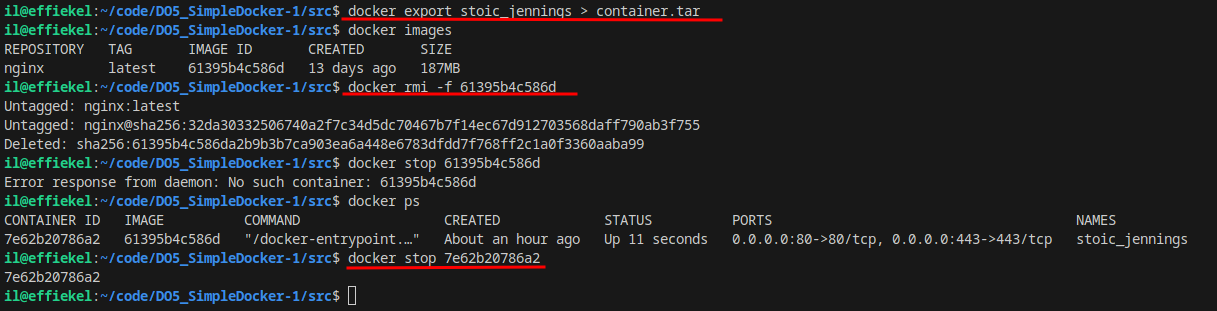 il@effiekel:~/code/DO5_SimpleDocker-1/src$ docker export stoic_jennings > container.tar
il@effiekel:~/code/DO5_SimpleDocker-1/src$ docker images
REPOSITORY   TAG       IMAGE ID       CREATED       SIZE
nginx        latest    61395b4c586d   13 days ago   187MB
il@effiekel:~/code/DO5_SimpleDocker-1/src$ docker rmi -f 61395b4c586d
Untagged: nginx:latest
Untagged: nginx@sha256:32da30332506740a2f7c34d5dc70467b7f14ec67d912703568daff790ab3f755
Deleted: sha256:61395b4c586da2b9b3b7ca903ea6a448e6783dfdd7f768ff2c1a0f3360aaba99
il@effiekel:~/code/DO5_SimpleDocker-1/src$ docker stop 61395b4c586d
Error response from daemon: No such container: 61395b4c586d
il@effiekel:~/code/DO5_SimpleDocker-1/src$ docker ps
CONTAINER ID   IMAGE          COMMAND                  CREATED             STATUS          PORTS                                      NAMES
7e62b20786a2   61395b4c586d   "/docker-entrypoint.…"   About an hour ago   Up 11 seconds   0.0.0.0:80->80/tcp, 0.0.0.0:443->443/tcp   stoic_jennings
il@effiekel:~/code/DO5_SimpleDocker-1/src$ docker stop 7e62b20786a2
7e62b20786a2
il@effiekel:~/code/DO5_SimpleDocker-1/src$